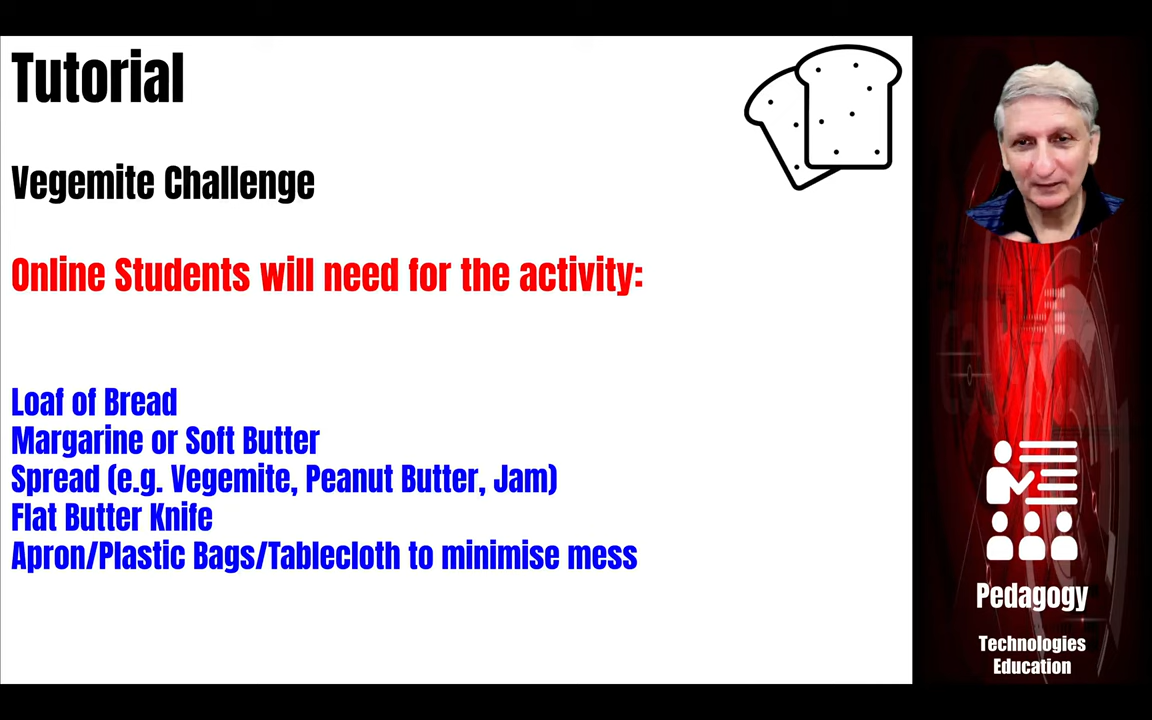 Tutorial
Vegemite Challenge
Online Students will need for the activity:
Loaf of Bread
Margarine or Soft Butter
Spread (e.g. Vegemite, Peanut Butter, Jam)
Flat Butter Knife
Apron/Plastic Bags/Tablecloth to minimise mess
Pedagogy
Technologies
Education